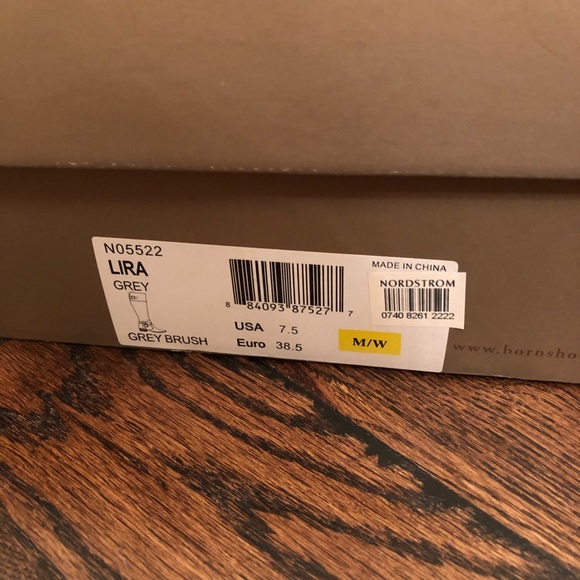 N05522
LIRA
GREY
GREY BRUSH
8 84093 87527 7
USA 7.5
Euro 38.5
M/W
MADE IN CHINA
NORDSTROM
0740 8261 2222
www.bornsho